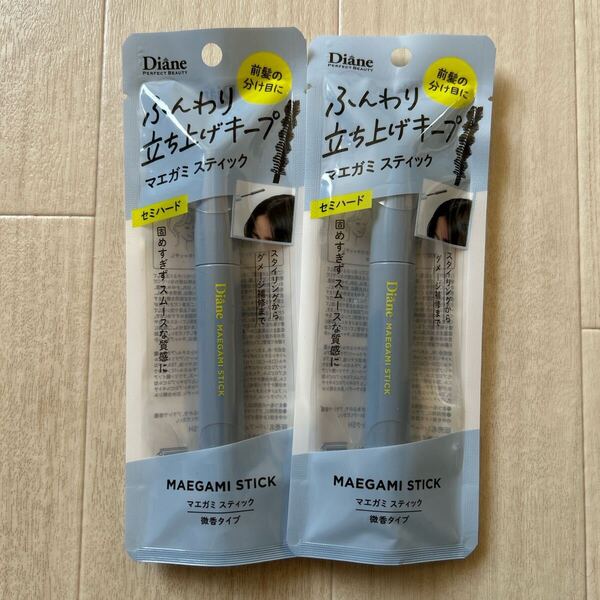 Diane
PERFECT BEAUTY
前髪の
分け目に
ふんわり
立ち上げキープ
マエガミ スティック
セミハード
スタイリングから
ダメージ補修まで
固めすぎず スムースな質感に
Diane MAEGAMI STICK
MAEGAMI STICK
マエガミ スティック
微香タイプ
Diane
PERFECT BEAUTY
前髪の
分け目に
ふんわり
立ち上げキープ
マエガミ スティック
セミハード
スタイリングから
ダメージ補修まで
固めすぎず スムースな質感に
Diane MAEGAMI STICK
MAEGAMI STICK
マエガミ スティック
微香タイプ